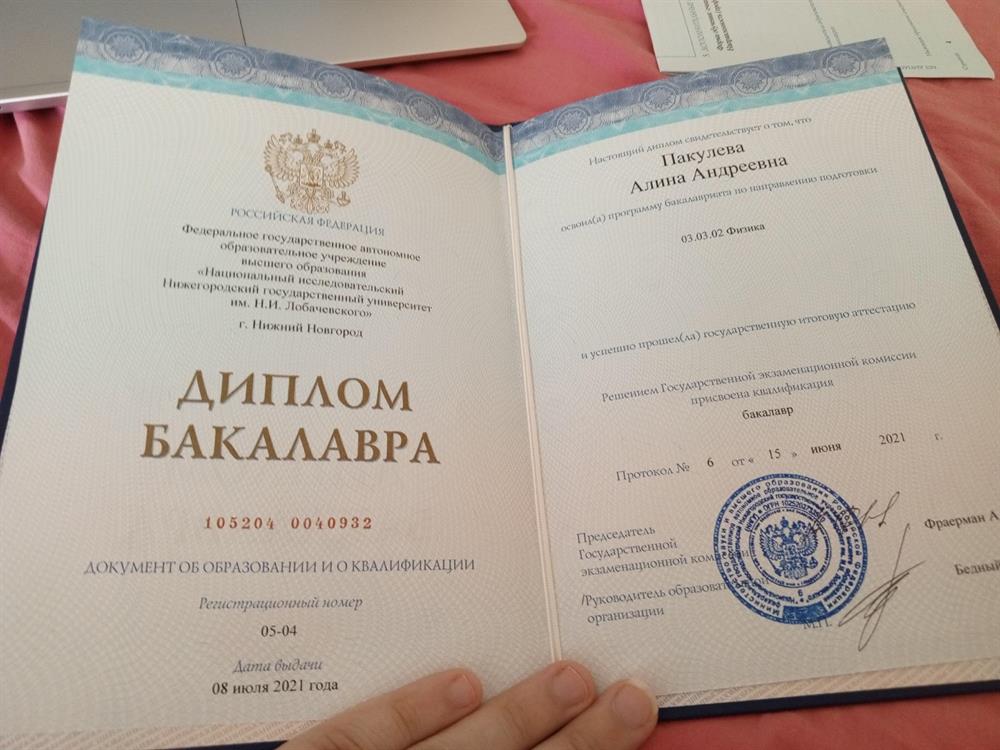 РОССИЙСКАЯ ФЕДЕРАЦИЯ
Федеральное государственное автономное
образовательное учреждение
высшего образования
«Национальный исследовательский
Нижегородский государственный университет
им. Н.И. Лобачевского»
г. Нижний Новгород
ДИПЛОМ
БАКАЛАВРА
105204 0040932
ДОКУМЕНТ ОБ ОБРАЗОВАНИИ И О КВАЛИФИКАЦИИ
Регистрационный номер
05-04
Дата выдачи
08 июля 2021 года
Настоящий диплом свидетельствует о том, что
Пакулева
Алина Андреевна
освоил(а) программу бакалавриата по направлению подготовки
03.03.02 Физика
и успешно прошел(ла) государственную итоговую аттестацию
Решением Государственной экзаменационной комиссии
присвоена квалификация
бакалавр
Протокол № 6 от « 15 » июня 2021 г.
Председатель
Государственной
экзаменационной
Фраерман А
/Руководитель
организации
Бедный
М.П.